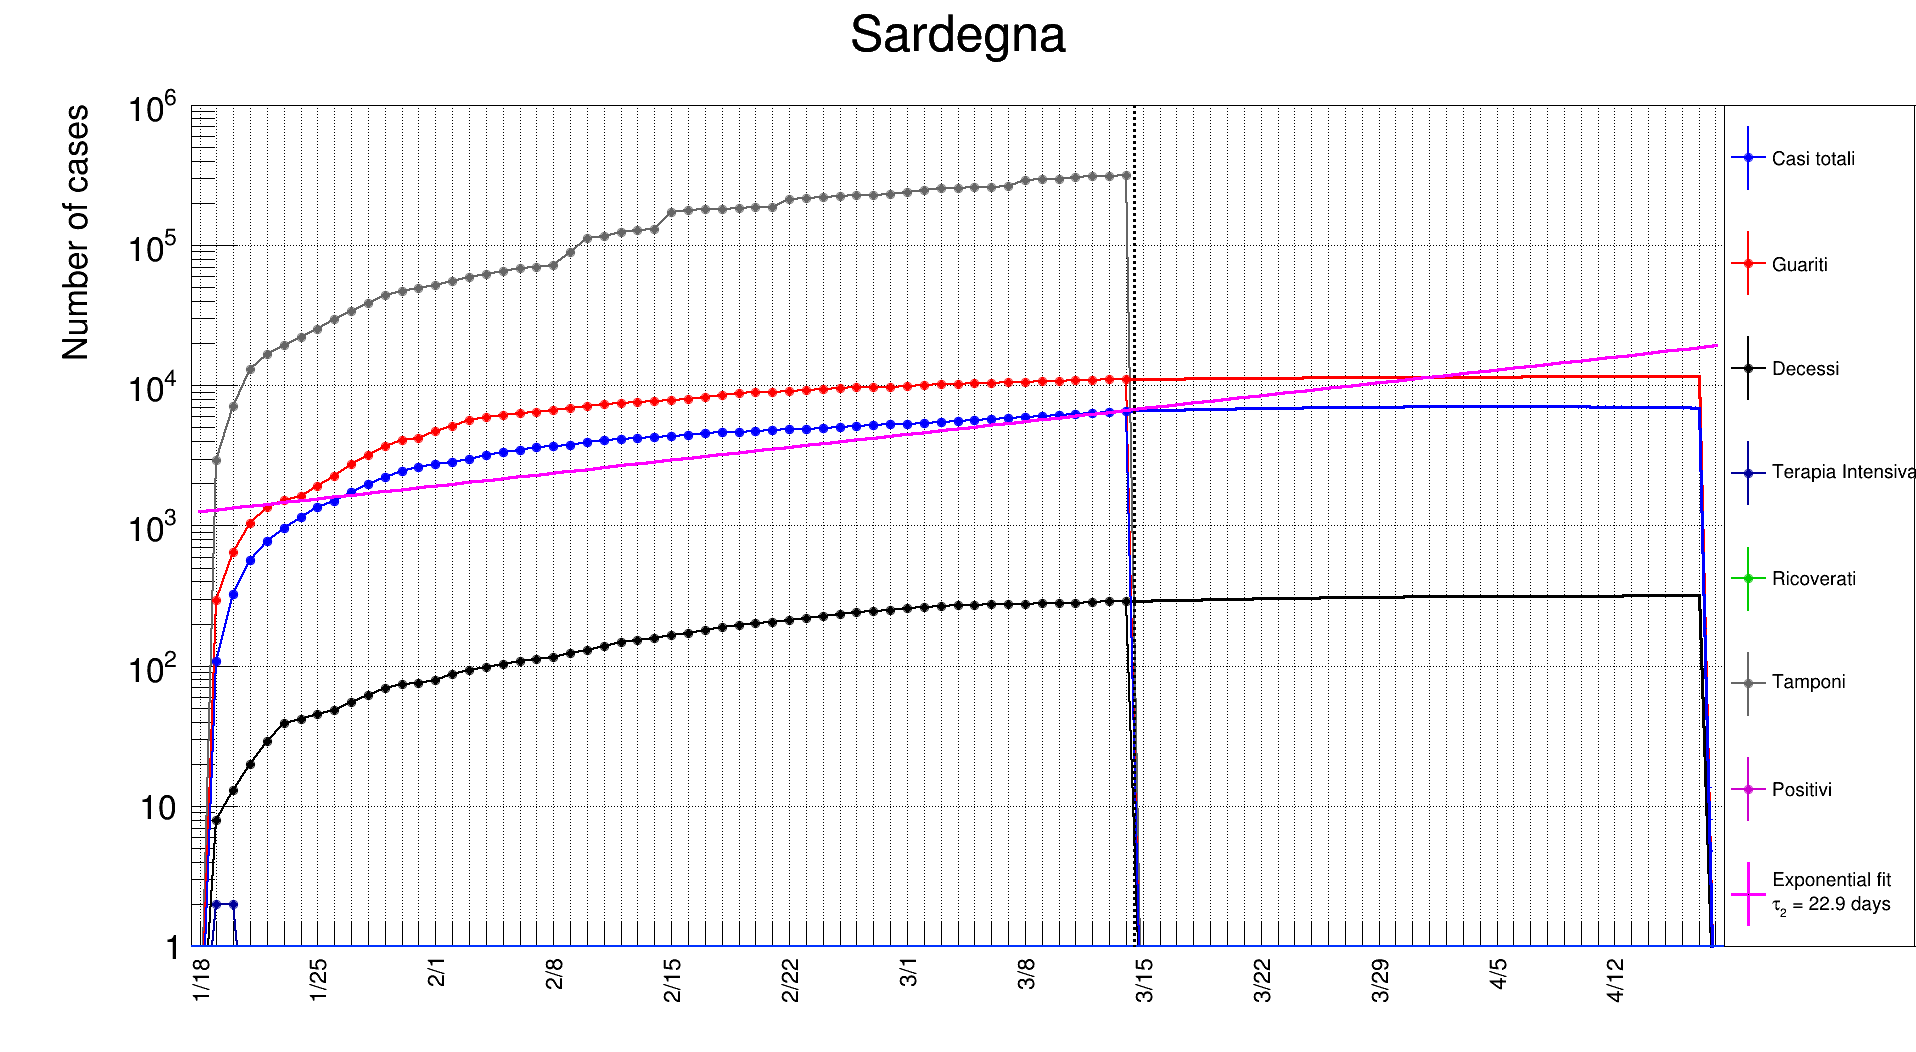 Sardegna
Number of cases
10^6
10^5
10^4
10^3
10^2
10
1
1/18
1/25
2/1
2/8
2/15
2/22
3/1
3/8
3/15
3/22
3/29
4/5
4/12
Casi totali
Guariti
Decessi
Terapia Intensiva
Ricoverati
Tamponi
Positivi
Exponential fit
τ_2 = 22.9 days